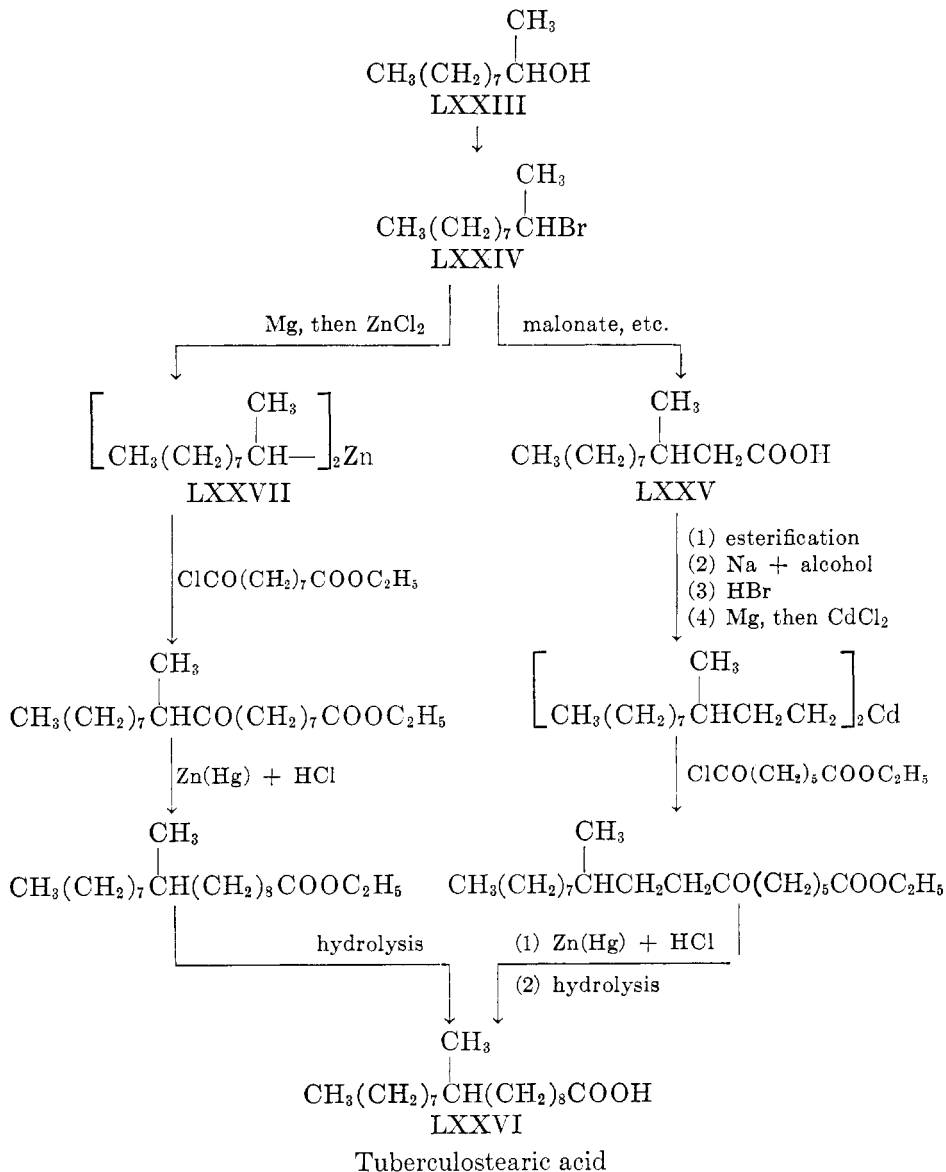 CH₃
CH₃(CH₂)₇CHOH
LXXIII
CH₃
CH₃(CH₂)₇CHBr
LXXIV
Mg, then ZnCl₂
malonate, etc.
CH₃
[CH₃(CH₂)₇CH—]₂Zn
LXXVII
CH₃
CH₃(CH₂)₇CHCH₂COOH
LXXV
ClCO(CH₂)₇COOC₂H₅
(1) esterification
(2) Na + alcohol
(3) HBr
(4) Mg, then CdCl₂
CH₃
CH₃(CH₂)₇CHCO(CH₂)₇COOC₂H₅
CH₃
[CH₃(CH₂)₇CHCH₂CH₂]₂Cd
Zn(Hg) + HCl
ClCO(CH₂)₅COOC₂H₅
CH₃
CH₃(CH₂)₇CH(CH₂)₈COOC₂H₅
CH₃
CH₃(CH₂)₇CHCH₂CH₂CO(CH₂)₅COOC₂H₅
hydrolysis
(1) Zn(Hg) + HCl
(2) hydrolysis
CH₃
CH₃(CH₂)₇CH(CH₂)₈COOH
LXXVI
Tuberculostearic acid